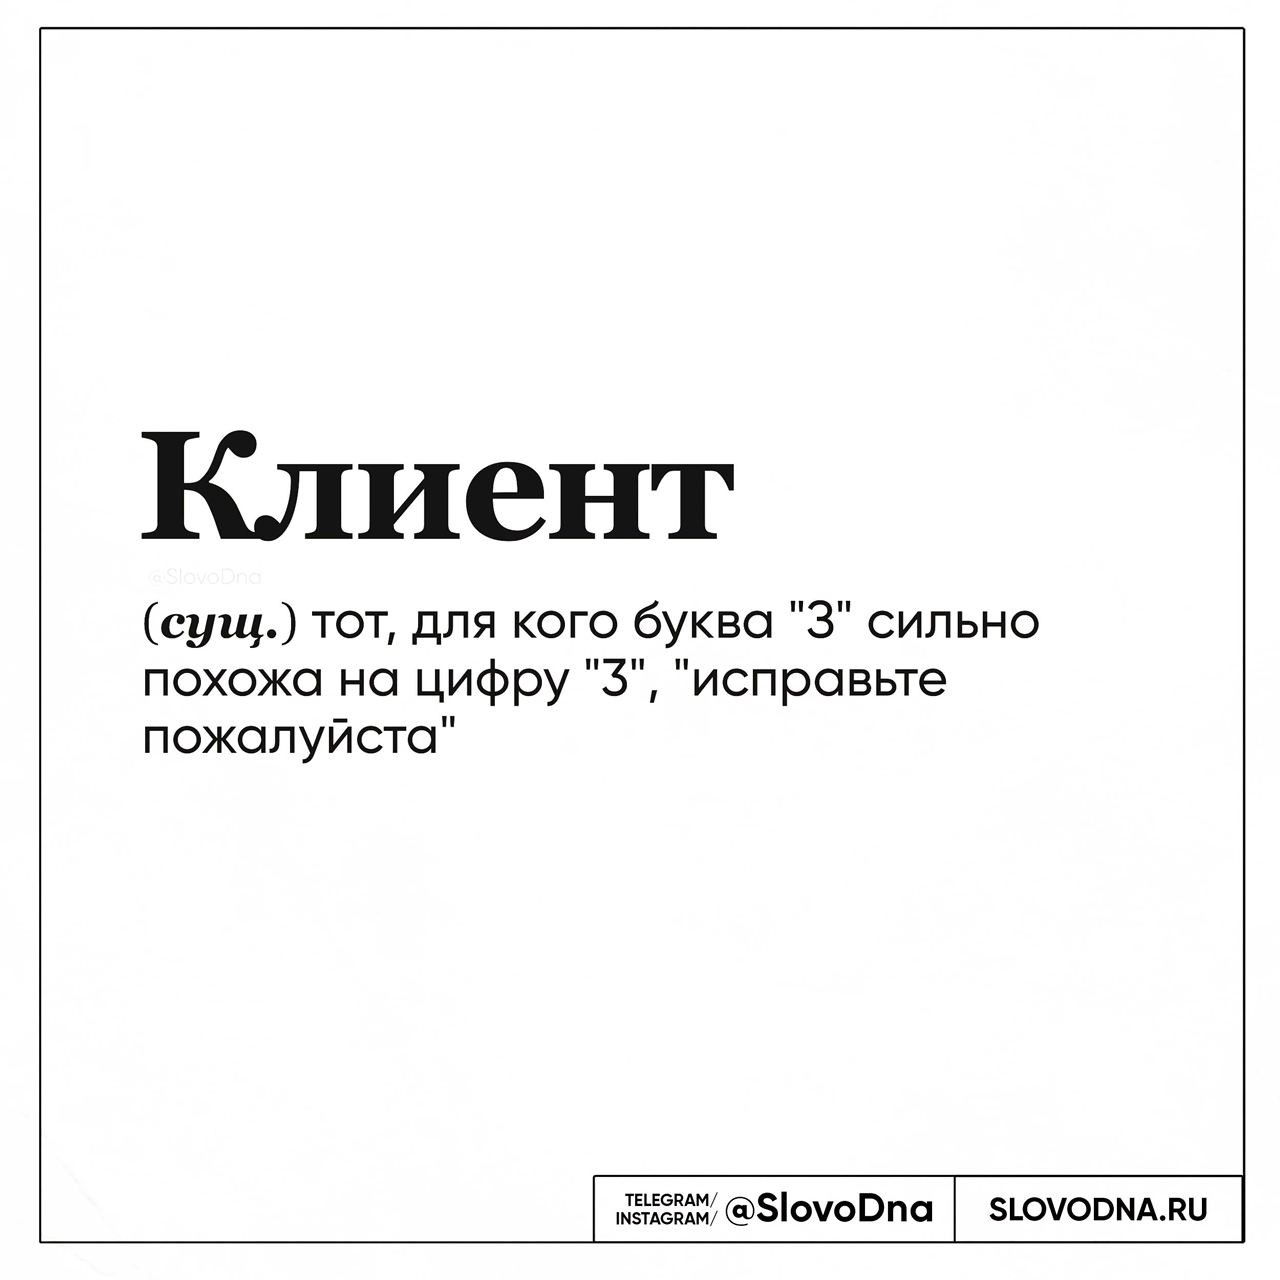 Клиент
@SlovoDna
(сущ.) тот, для кого буква "З" сильно
похожа на цифру "3", "исправьте
пожалуйста"
TELEGRAM/
INSTAGRAM/
@SlovoDna
SLOVODNA.RU